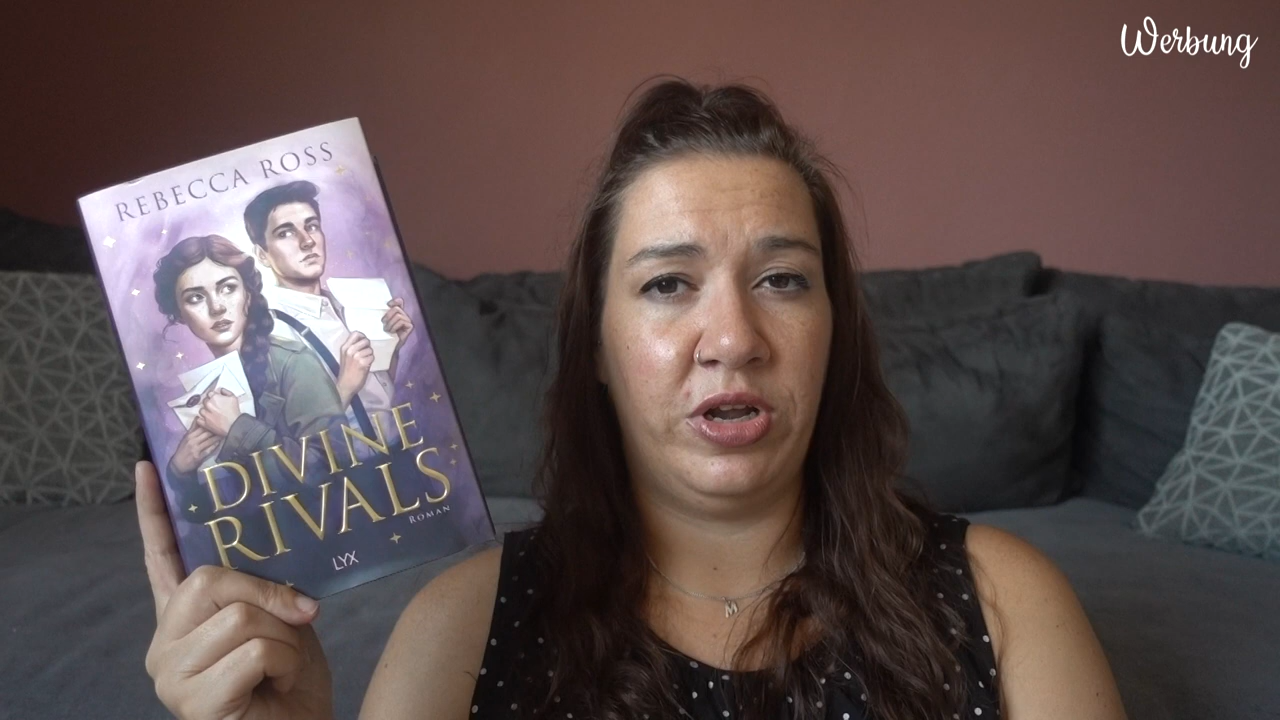 Werbung
REBECCA ROSS
DIVINE
RIVALS
ROMAN
LYX
M